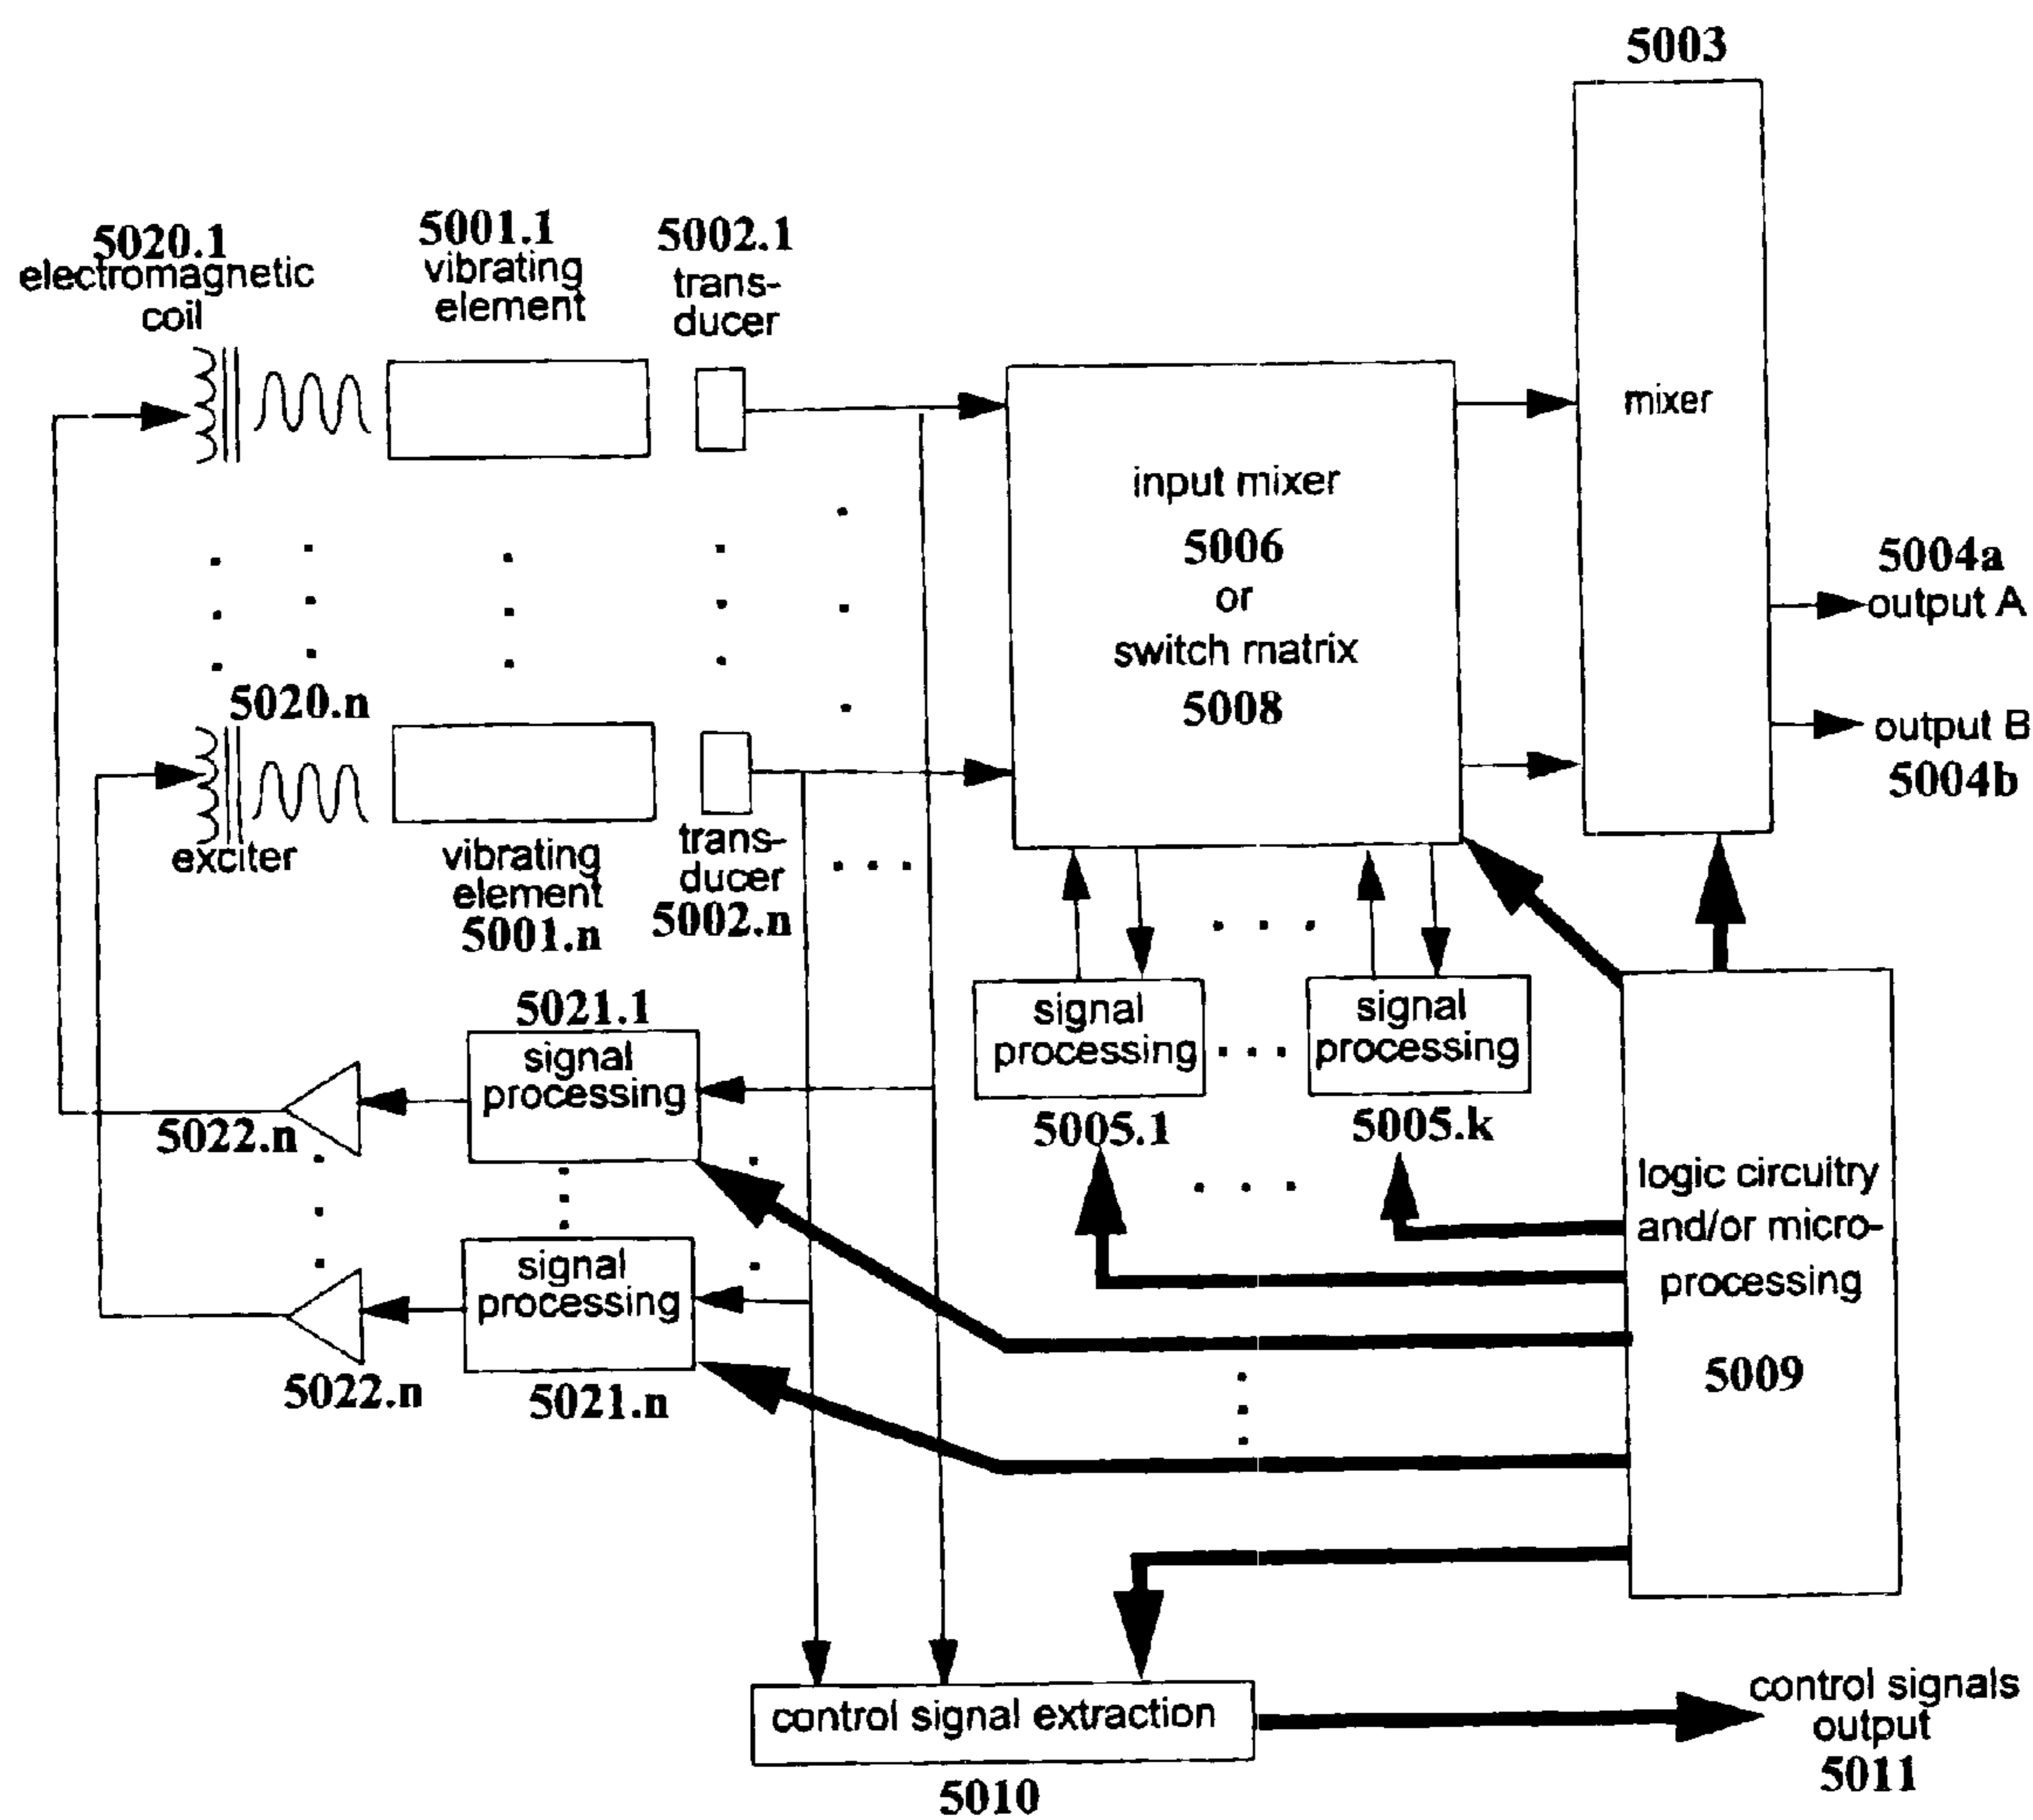 5003
5020.1
electromagnetic
coil
5001.1
vibrating
element
5002.1
trans-
ducer
mixer
input mixer
5006
or
switch matrix
5008
5004a
output A
output B
5004b
5020.n
exciter
vibrating
element
5001.n
trans-
ducer
5002.n
5021.1
signal
processing
5022.n
signal
processing
5021.n
5022.n
signal
processing
5005.1
signal
processing
5005.k
logic circuitry
and/or micro-
processing
5009
control signal extraction
5010
control signals
output
5011